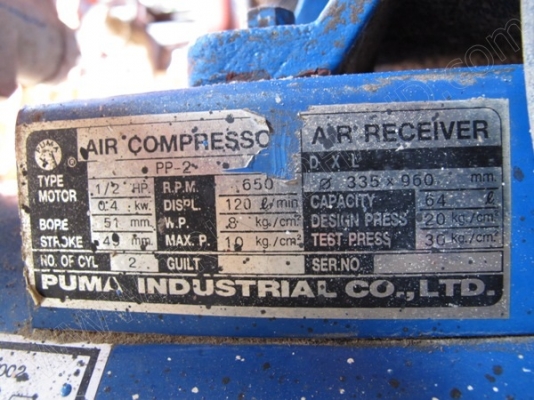 AIR COMPRESSO
AIR RECEIVER
®
TYPE PP-2
D X L
MOTOR 1/2 HP. R.P.M. 650
Ø 335 x 960 mm
0.4 kw. DISPL. 120 ℓ/min
CAPACITY 64 ℓ
BORE 51 mm W.P. 8 kg/cm²
DESIGN PRESS 20 kg/cm²
STROKE mm MAX. P. 10 kg/cm²
TEST PRESS 30 kg/cm²
NO. OF CYL 2 GUILT
SER.NO.
PUMA INDUSTRIAL CO., LTD.
002